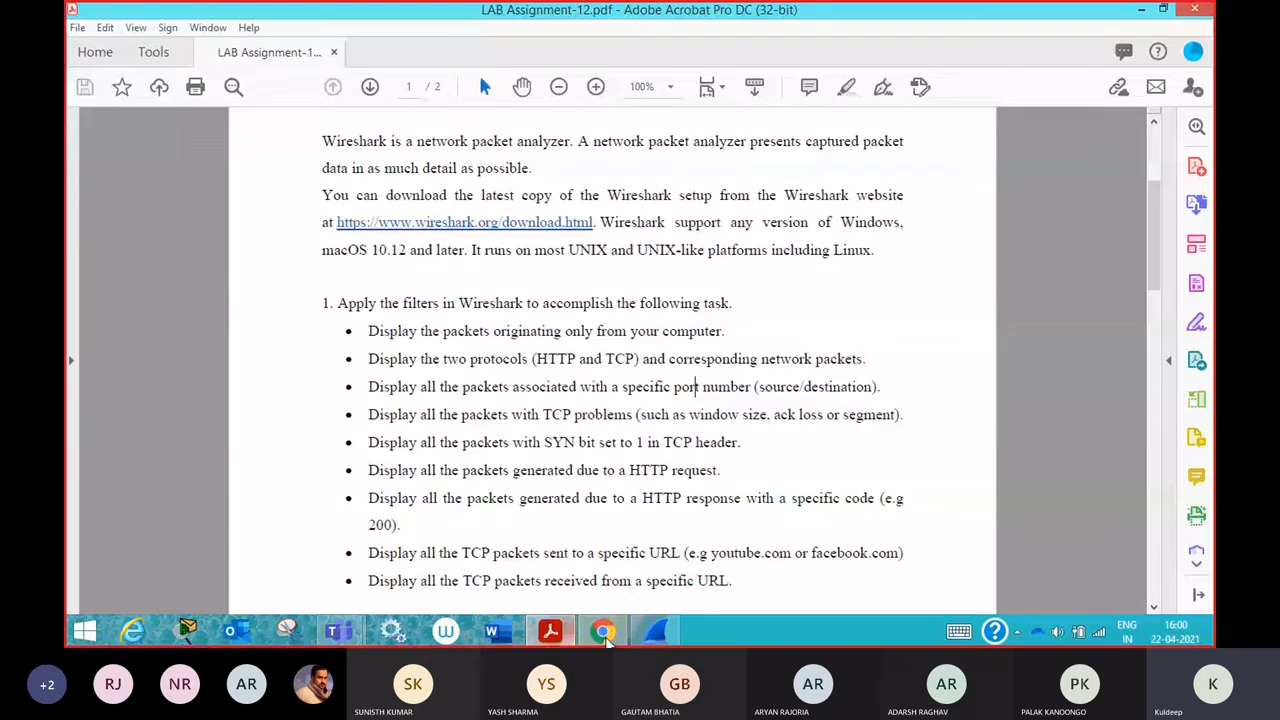 LAB Assignment-12.pdf - Adobe Acrobat Pro DC (32-bit)
File Edit View Sign Window Help
Home Tools LAB Assignment-1... ×
1 / 2 100%
Wireshark is a network packet analyzer. A network packet analyzer presents captured packet
data in as much detail as possible.
You can download the latest copy of the Wireshark setup from the Wireshark website
at https://www.wireshark.org/download.html. Wireshark support any version of Windows,
macOS 10.12 and later. It runs on most UNIX and UNIX-like platforms including Linux.
1. Apply the filters in Wireshark to accomplish the following task.
• Display the packets originating only from your computer.
• Display the two protocols (HTTP and TCP) and corresponding network packets.
• Display all the packets associated with a specific port number (source/destination).
• Display all the packets with TCP problems (such as window size, ack loss or segment).
• Display all the packets with SYN bit set to 1 in TCP header.
• Display all the packets generated due to a HTTP request.
• Display all the packets generated due to a HTTP response with a specific code (e.g
200).
• Display all the TCP packets sent to a specific URL (e.g youtube.com or facebook.com)
• Display all the TCP packets received from a specific URL.
ENG 16:00
IN 22-04-2021
+2 RJ NR AR SK YS GB AR AR PK K
SUNISTH KUMAR YASH SHARMA GAUTAM BHATIA ARYAN RAJORIA ADARSH RAGHAV PALAK KANOONGO Kuldeep